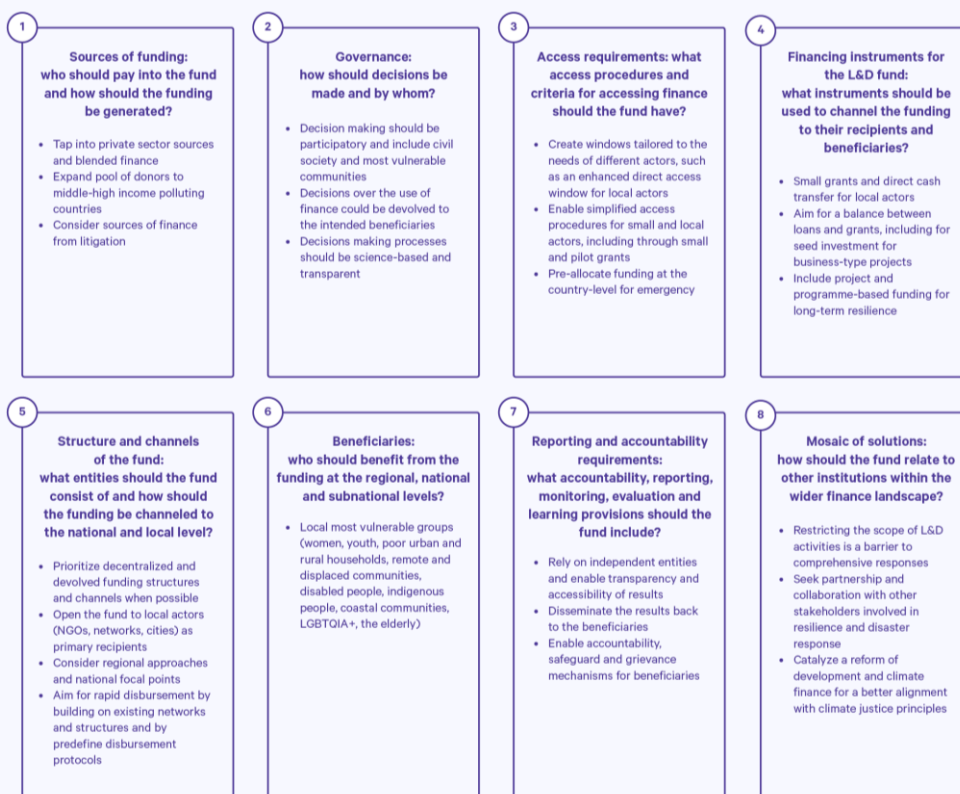 1
Sources of funding:
who should pay into the fund
and how should the funding
be generated?
• Tap into private sector sources
and blended finance
• Expand pool of donors to
middle-high income polluting
countries
• Consider sources of finance
from litigation
2
Governance:
how should decisions be
made and by whom?
• Decision making should be
participatory and include civil
society and most vulnerable
communities
• Decisions over the use of
finance could be devolved to
the intended beneficiaries
• Decisions making processes
should be science-based and
transparent
3
Access requirements: what
access procedures and
criteria for accessing finance
should the fund have?
• Create windows tailored to the
needs of different actors, such
as an enhanced direct access
window for local actors
• Enable simplified access
procedures for small and local
actors, including through small
and pilot grants
• Pre-allocate funding at the
country-level for emergency
4
Financing instruments for
the L&D fund:
what instruments should be
used to channel the funding
to their recipients and
beneficiaries?
• Small grants and direct cash
transfer for local actors
• Aim for a balance between
loans and grants, including for
seed investment for
business-type projects
• Include project and
programme-based funding for
long-term resilience
5
Structure and channels
of the fund:
what entities should the fund
consist of and how should
the funding be channeled to
the national and local level?
• Prioritize decentralized and
devolved funding structures
and channels when possible
• Open the fund to local actors
(NGOs, networks, cities) as
primary recipients
• Consider regional approaches
and national focal points
• Aim for rapid disbursement by
building on existing networks
and structures and by
predefine disbursement
protocols
6
Beneficiaries:
who should benefit from the
funding at the regional, national
and subnational levels?
• Local most vulnerable groups
(women, youth, poor urban and
rural households, remote and
displaced communities,
disabled people, indigenous
people, coastal communities,
LGBTQIA+, the elderly)
7
Reporting and accountability
requirements:
what accountability, reporting,
monitoring, evaluation and
learning provisions should the
fund include?
• Rely on independent entities
and enable transparency and
accessibility of results
• Disseminate the results back
to the beneficiaries
• Enable accountability,
safeguard and grievance
mechanisms for beneficiaries
8
Mosaic of solutions:
how should the fund relate to
other institutions within the
wider finance landscape?
• Restricting the scope of L&D
activities is a barrier to
comprehensive responses
• Seek partnership and
collaboration with other
stakeholders involved in
resilience and disaster
response
• Catalyze a reform of
development and climate
finance for a better alignment
with climate justice principles